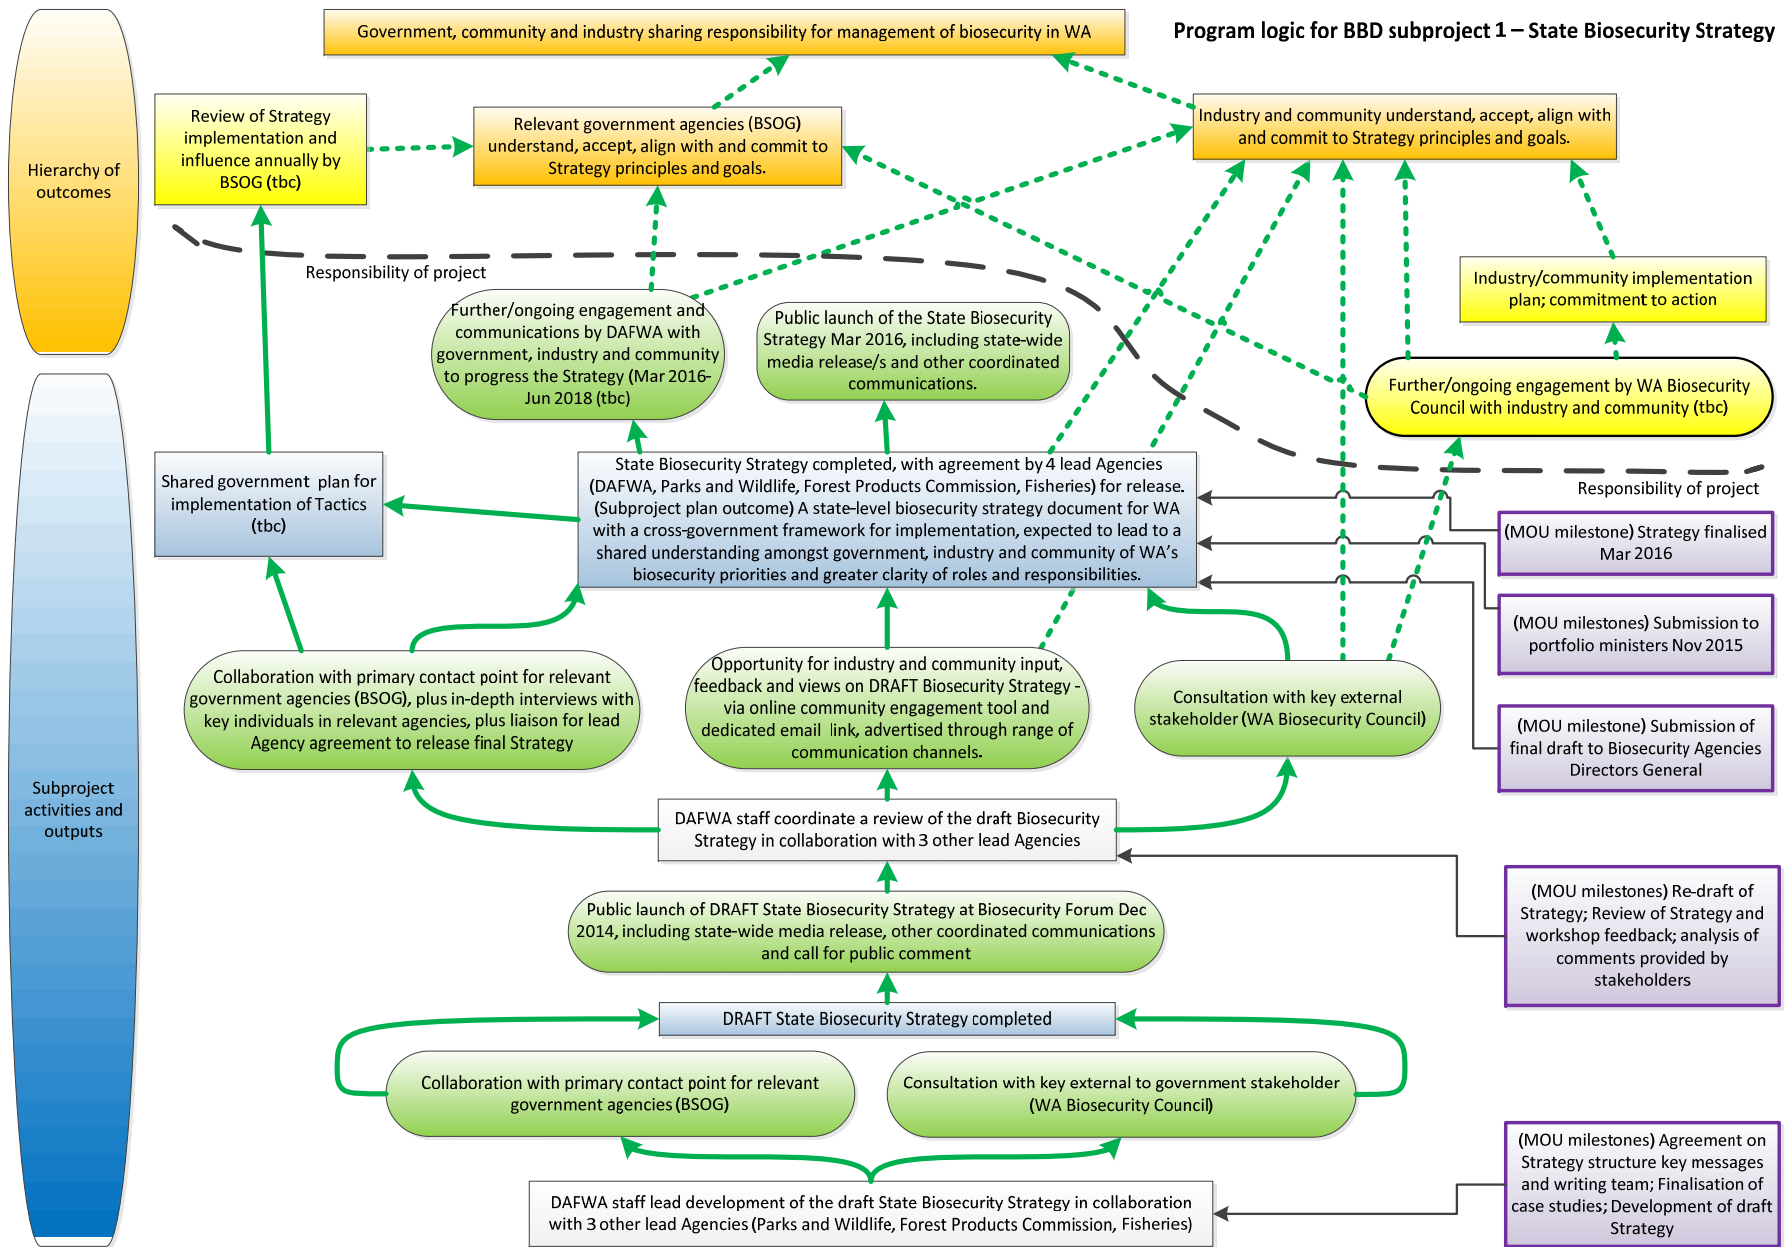 Program logic for BBD subproject 1 – State Biosecurity Strategy
Government, community and industry sharing responsibility for management of biosecurity in WA
Hierarchy of
outcomes
Review of Strategy
implementation and
influence annually by
BSOG (tbc)
Relevant government agencies (BSOG)
understand, accept, align with and commit to
Strategy principles and goals.
Industry and community understand, accept, align with
and commit to Strategy principles and goals.
Responsibility of project
Industry/community implementation
plan; commitment to action
Further/ongoing engagement and
communications by DAFWA with
government, industry and community
to progress the Strategy (Mar 2016-
Jun 2018) (tbc)
Public launch of the State Biosecurity
Strategy Mar 2016, including state-wide
media release/s and other coordinated
communications.
Further/ongoing engagement by WA Biosecurity
Council with industry and community (tbc)
Responsibility of project
Subproject
activities and
outputs
Shared government plan for
implementation of Tactics
(tbc)
State Biosecurity Strategy completed, with agreement by 4 lead Agencies
(DAFWA, Parks and Wildlife, Forest Products Commission, Fisheries) for release.
(Subproject plan outcome) A state-level biosecurity strategy document for WA
with a cross-government framework for implementation, expected to lead to a
shared understanding amongst government, industry and community of WA's
biosecurity priorities and greater clarity of roles and responsibilities.
(MOU milestone) Strategy finalised
Mar 2016
(MOU milestones) Submission to
portfolio ministers Nov 2015
(MOU milestone) Submission of
final draft to Biosecurity Agencies
Directors General
Collaboration with primary contact point for relevant
government agencies (BSOG), plus in-depth interviews with
key individuals in relevant agencies, plus liaison for lead
Agency agreement to release final Strategy
Opportunity for industry and community input,
feedback and views on DRAFT Biosecurity Strategy -
via online community engagement tool and
dedicated email link, advertised through range of
communication channels.
Consultation with key external
stakeholder (WA Biosecurity Council)
DAFWA staff coordinate a review of the draft Biosecurity
Strategy in collaboration with 3 other lead Agencies
(MOU milestones) Re-draft of
Strategy; Review of Strategy and
workshop feedback; analysis of
comments provided by
stakeholders
Public launch of DRAFT State Biosecurity Strategy at Biosecurity Forum Dec
2014, including state-wide media release, other coordinated communications
and call for public comment
DRAFT State Biosecurity Strategy completed
Collaboration with primary contact point for relevant
government agencies (BSOG)
Consultation with key external to government stakeholder
(WA Biosecurity Council)
(MOU milestones) Agreement on
Strategy structure key messages
and writing team; Finalisation of
case studies; Development of draft
Strategy
DAFWA staff lead development of the draft State Biosecurity Strategy in collaboration
with 3 other lead Agencies (Parks and Wildlife, Forest Products Commission, Fisheries)